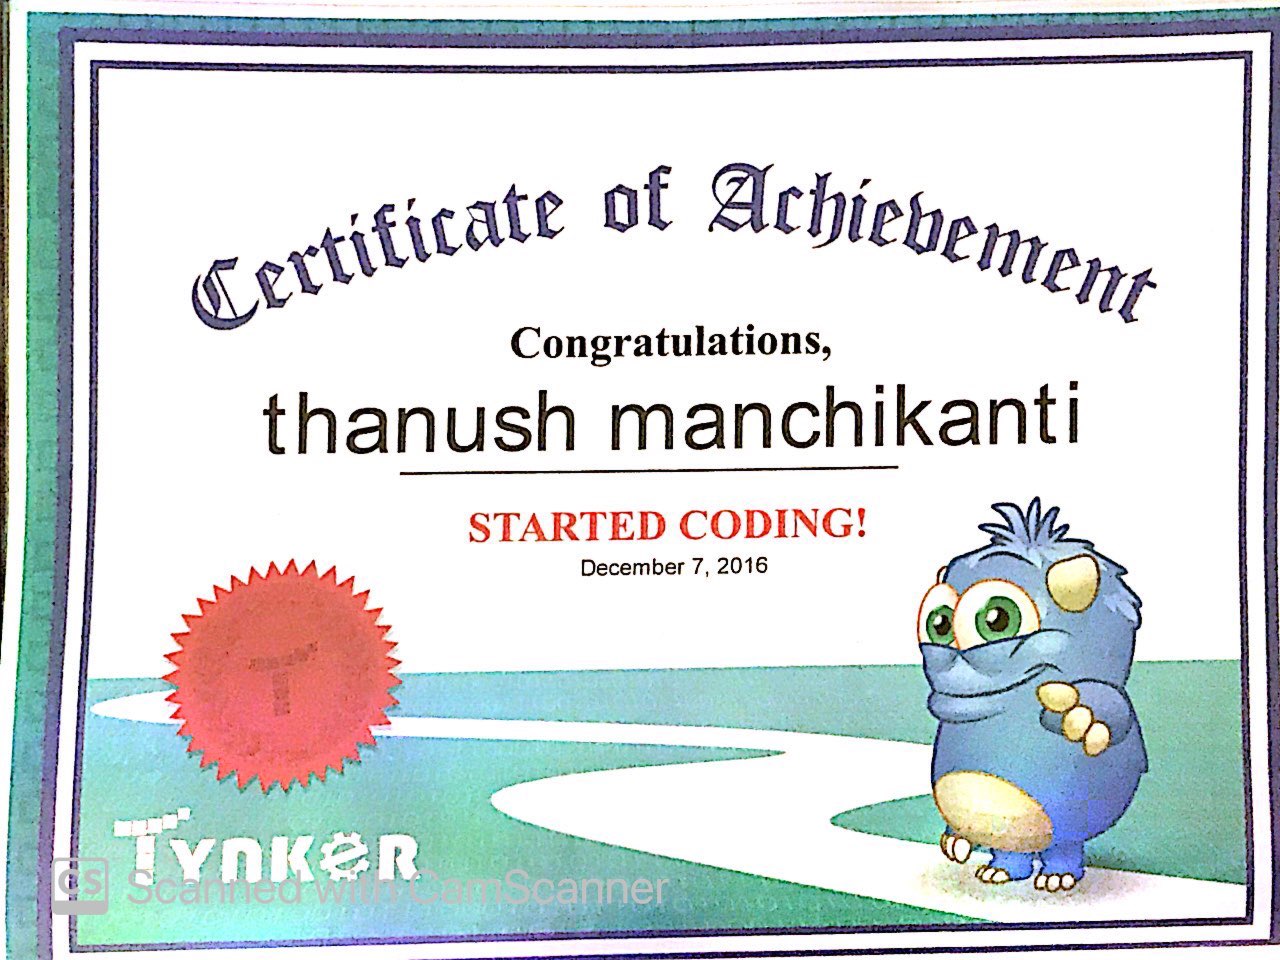 Certificate of Achievement
Congratulations,
thanush manchikanti
STARTED CODING!
December 7, 2016
T
TYNKER
CS Scanned with CamScanner